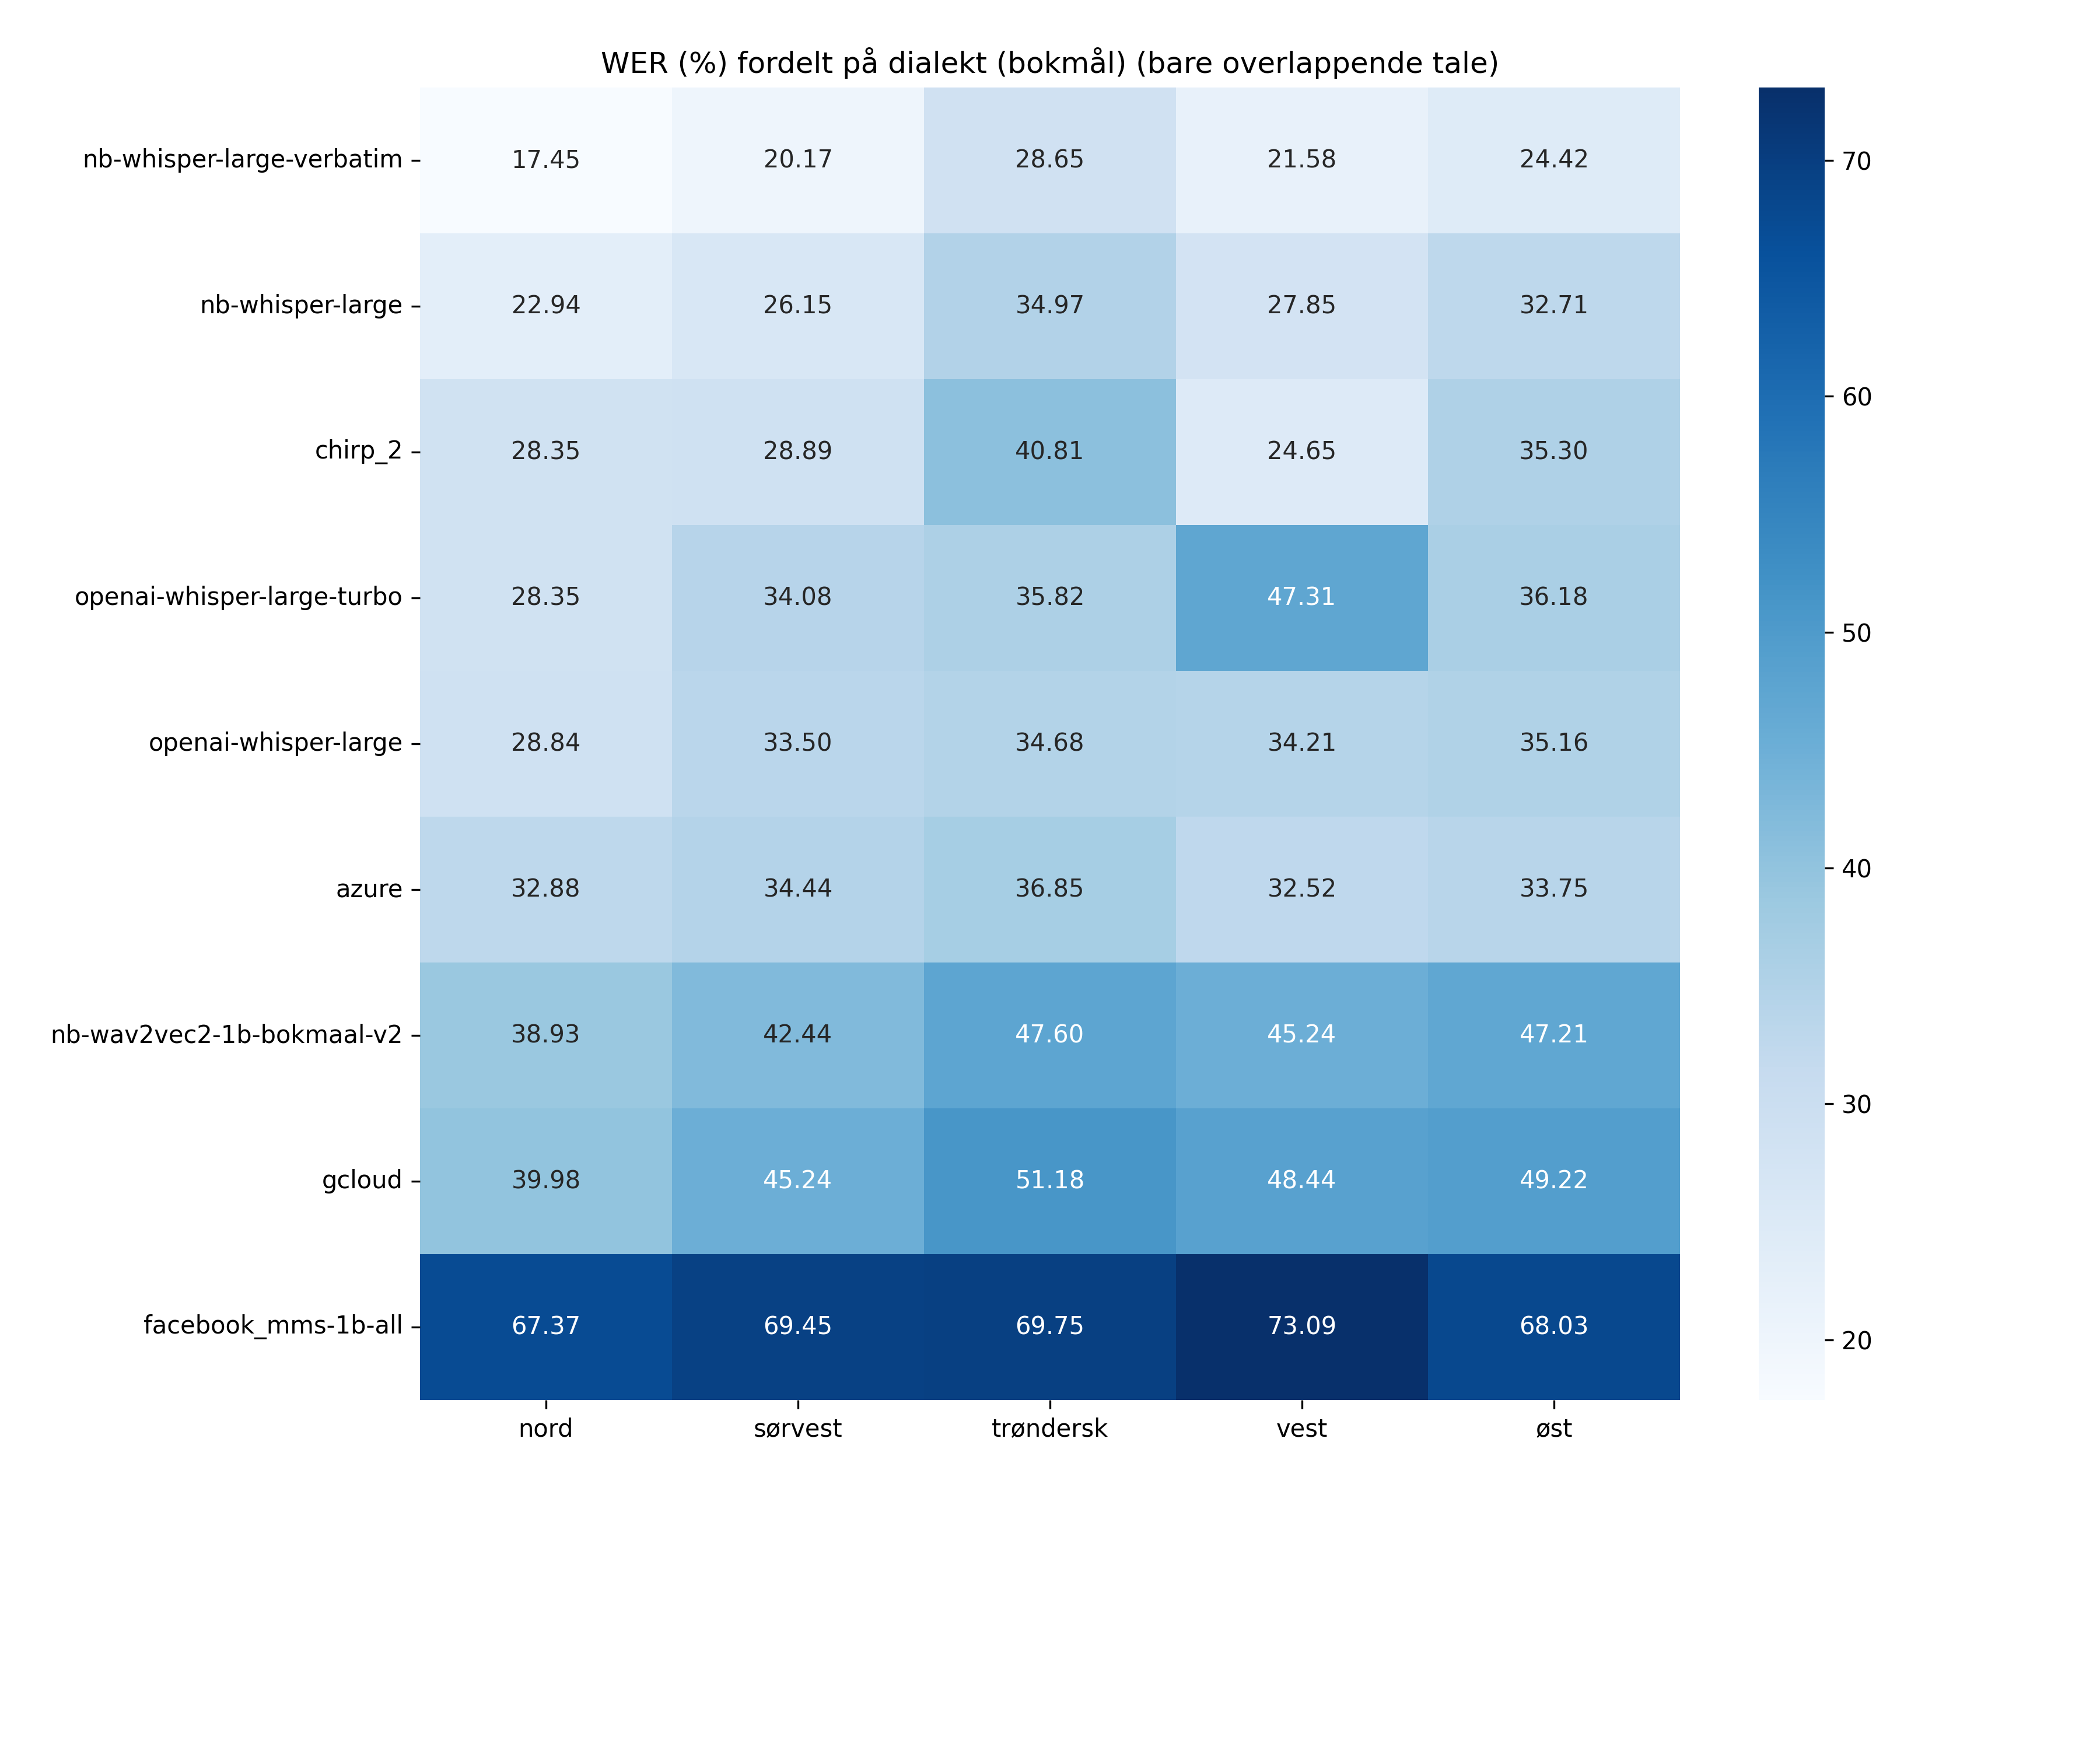 WER (%) fordelt på dialekt (bokmål) (bare overlappende tale)
nb-whisper-large-verbatim 17.45 20.17 28.65 21.58 24.42
nb-whisper-large 22.94 26.15 34.97 27.85 32.71
chirp_2 28.35 28.89 40.81 24.65 35.30
openai-whisper-large-turbo 28.35 34.08 35.82 47.31 36.18
openai-whisper-large 28.84 33.50 34.68 34.21 35.16
azure 32.88 34.44 36.85 32.52 33.75
nb-wav2vec2-1b-bokmaal-v2 38.93 42.44 47.60 45.24 47.21
gcloud 39.98 45.24 51.18 48.44 49.22
facebook_mms-1b-all 67.37 69.45 69.75 73.09 68.03
nord sørvest trøndersk vest øst
70
60
50
40
30
20